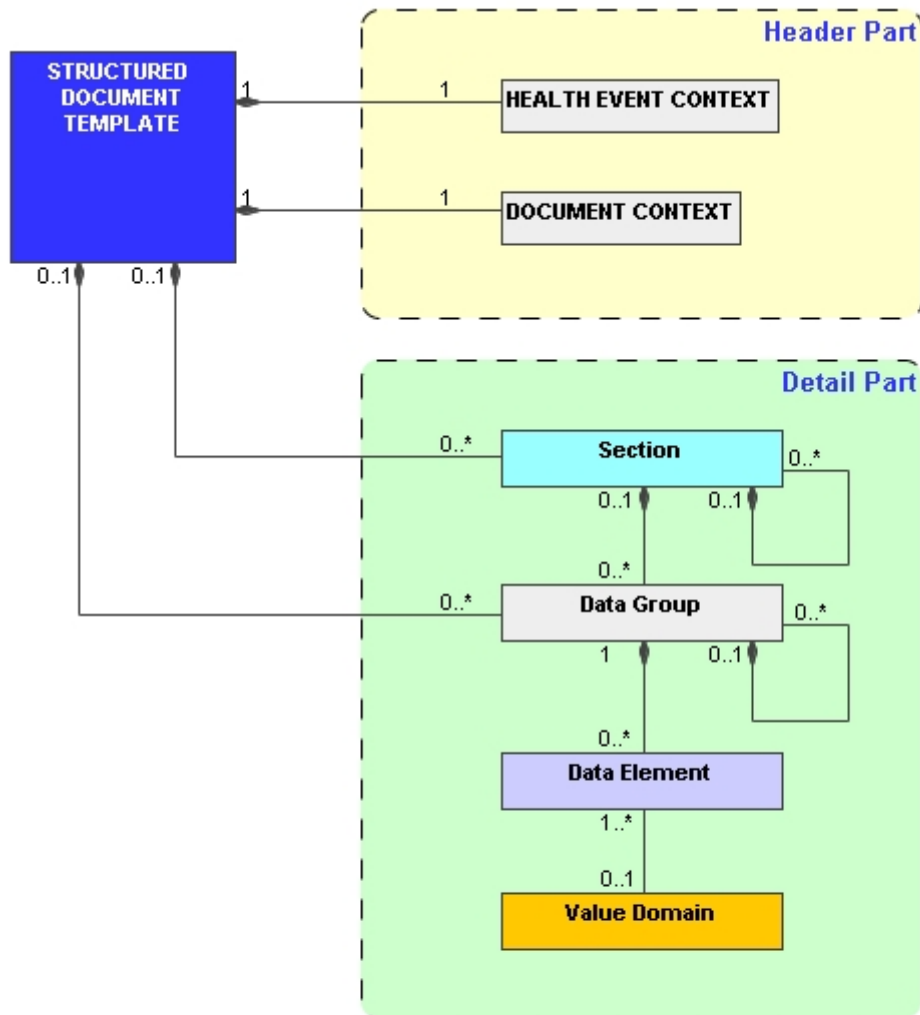 Header Part
STRUCTURED
DOCUMENT
TEMPLATE
1
1
HEALTH EVENT CONTEXT
1
1
DOCUMENT CONTEXT
0..1
0..1
Detail Part
0..*
Section
0..*
0..1
0..1
0..*
0..*
Data Group
0..*
1
0..1
0..*
Data Element
1..*
0..1
Value Domain